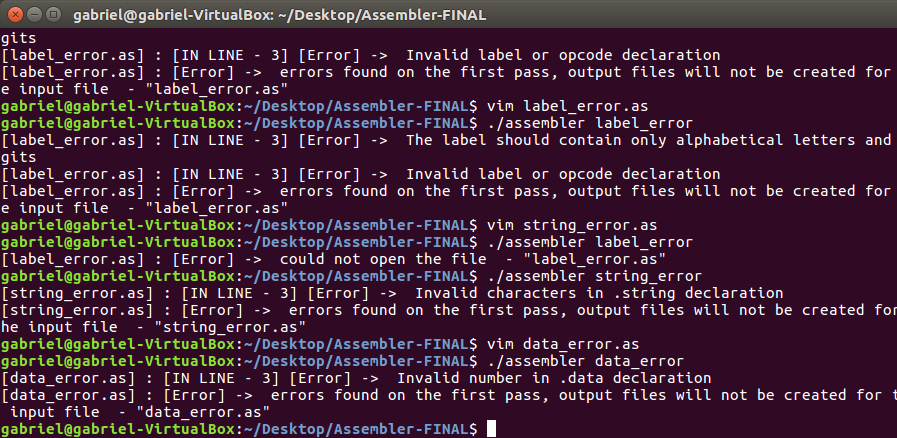 gabriel@gabriel-VirtualBox: ~/Desktop/Assembler-FINAL
gits
[label_error.as] : [IN LINE - 3] [Error] ->  Invalid label or opcode declaration
[label_error.as] : [Error] ->  errors found on the first pass, output files will not be created for
e input file  - "label_error.as"
gabriel@gabriel-VirtualBox:~/Desktop/Assembler-FINAL$ vim label_error.as
gabriel@gabriel-VirtualBox:~/Desktop/Assembler-FINAL$ ./assembler label_error
[label_error.as] : [IN LINE - 3] [Error] ->  The label should contain only alphabetical letters and
gits
[label_error.as] : [IN LINE - 3] [Error] ->  Invalid label or opcode declaration
[label_error.as] : [Error] ->  errors found on the first pass, output files will not be created for
e input file  - "label_error.as"
gabriel@gabriel-VirtualBox:~/Desktop/Assembler-FINAL$ vim string_error.as
gabriel@gabriel-VirtualBox:~/Desktop/Assembler-FINAL$ ./assembler label_error
[label_error.as] : [Error] ->  could not open the file  - "label_error.as"
gabriel@gabriel-VirtualBox:~/Desktop/Assembler-FINAL$ ./assembler string_error
[string_error.as] : [IN LINE - 3] [Error] ->  Invalid characters in .string declaration
[string_error.as] : [Error] ->  errors found on the first pass, output files will not be created for
he input file  - "string_error.as"
gabriel@gabriel-VirtualBox:~/Desktop/Assembler-FINAL$ vim data_error.as
gabriel@gabriel-VirtualBox:~/Desktop/Assembler-FINAL$ ./assembler data_error
[data_error.as] : [IN LINE - 3] [Error] ->  Invalid number in .data declaration
[data_error.as] : [Error] ->  errors found on the first pass, output files will not be created for t
 input file  - "data_error.as"
gabriel@gabriel-VirtualBox:~/Desktop/Assembler-FINAL$